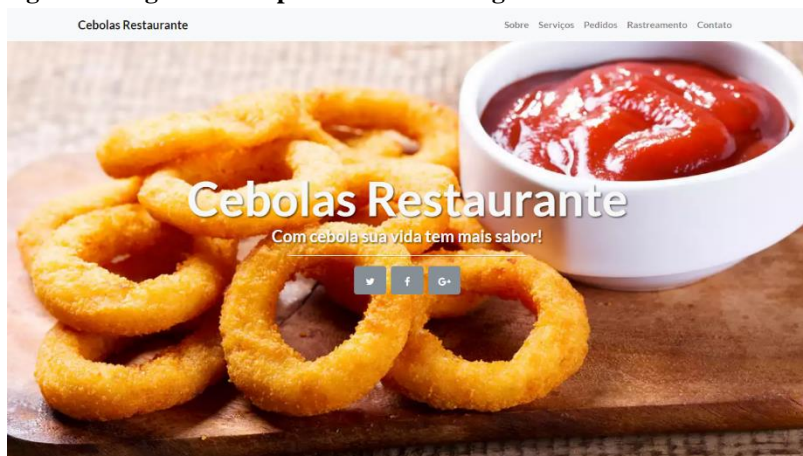 Cebolas Restaurante
Sobre Serviços Pedidos Rastreamento Contato
Cebolas Restaurante
Com cebola sua vida tem mais sabor!
G+